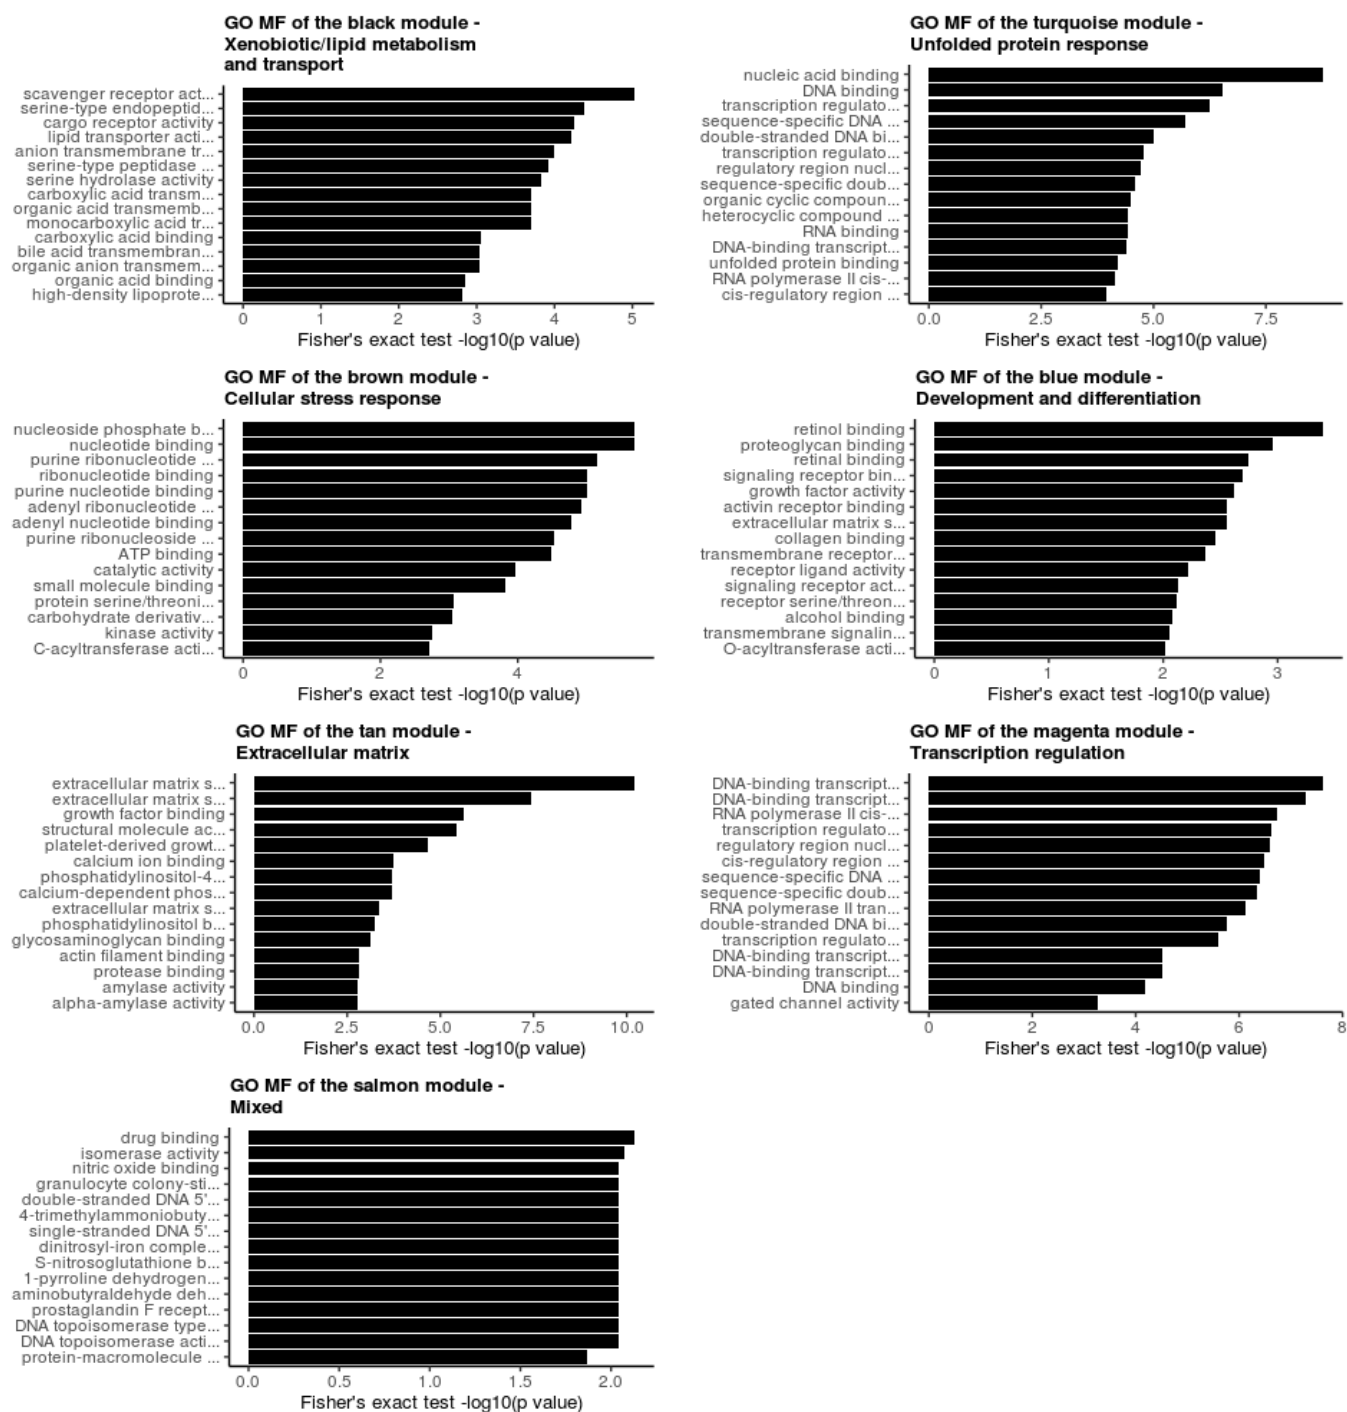 GO MF of the black module -
Xenobiotic/lipid metabolism
and transport
scavenger receptor act...
serine-type endopeptid...
cargo receptor activity
lipid transporter acti...
anion transmembrane tr...
serine-type peptidase ...
serine hydrolase activity
carboxylic acid transm...
organic acid transmemb...
monocarboxylic acid tr...
carboxylic acid binding
bile acid transmembran...
organic anion transmem...
organic acid binding
high-density lipoprote...
0 1 2 3 4 5
Fisher's exact test -log10(p value)
GO MF of the turquoise module -
Unfolded protein response
nucleic acid binding
DNA binding
transcription regulato...
sequence-specific DNA ...
double-stranded DNA bi...
transcription regulato...
regulatory region nucl...
sequence-specific doub...
organic cyclic compoun...
heterocyclic compound ...
RNA binding
DNA-binding transcript...
unfolded protein binding
RNA polymerase II cis-...
cis-regulatory region ...
0.0 2.5 5.0 7.5
Fisher's exact test -log10(p value)
GO MF of the brown module -
Cellular stress response
nucleoside phosphate b...
nucleotide binding
purine ribonucleotide ...
ribonucleotide binding
purine nucleotide binding
adenyl ribonucleotide ...
adenyl nucleotide binding
purine ribonucleoside ...
ATP binding
catalytic activity
small molecule binding
protein serine/threoni...
carbohydrate derivativ...
kinase activity
C-acyltransferase acti...
0 2 4
Fisher's exact test -log10(p value)
GO MF of the blue module -
Development and differentiation
retinol binding
proteoglycan binding
retinal binding
signaling receptor bin...
growth factor activity
activin receptor binding
extracellular matrix s...
collagen binding
transmembrane receptor...
receptor ligand activity
signaling receptor act...
receptor serine/threon...
alcohol binding
transmembrane signalin...
O-acyltransferase acti...
0 1 2 3
Fisher's exact test -log10(p value)
GO MF of the tan module -
Extracellular matrix
extracellular matrix s...
extracellular matrix s...
growth factor binding
structural molecule ac...
platelet-derived growt...
calcium ion binding
phosphatidylinositol-4...
calcium-dependent phos...
extracellular matrix s...
phosphatidylinositol b...
glycosaminoglycan binding
actin filament binding
protease binding
amylase activity
alpha-amylase activity
0.0 2.5 5.0 7.5 10.0
Fisher's exact test -log10(p value)
GO MF of the magenta module -
Transcription regulation
DNA-binding transcript...
DNA-binding transcript...
RNA polymerase II cis-...
transcription regulato...
regulatory region nucl...
cis-regulatory region ...
sequence-specific DNA ...
sequence-specific doub...
RNA polymerase II tran...
double-stranded DNA bi...
transcription regulato...
DNA-binding transcript...
DNA-binding transcript...
DNA binding
gated channel activity
0 2 4 6 8
Fisher's exact test -log10(p value)
GO MF of the salmon module -
Mixed
drug binding
isomerase activity
nitric oxide binding
granulocyte colony-sti...
double-stranded DNA 5'...
4-trimethylammoniobuty...
single-stranded DNA 5'...
dinitrosyl-iron comple...
S-nitrosoglutathione b...
1-pyrroline dehydrogen...
aminobutyraldehyde deh...
prostaglandin F recept...
DNA topoisomerase type...
DNA topoisomerase acti...
protein-macromolecule ...
0.0 0.5 1.0 1.5 2.0
Fisher's exact test -log10(p value)